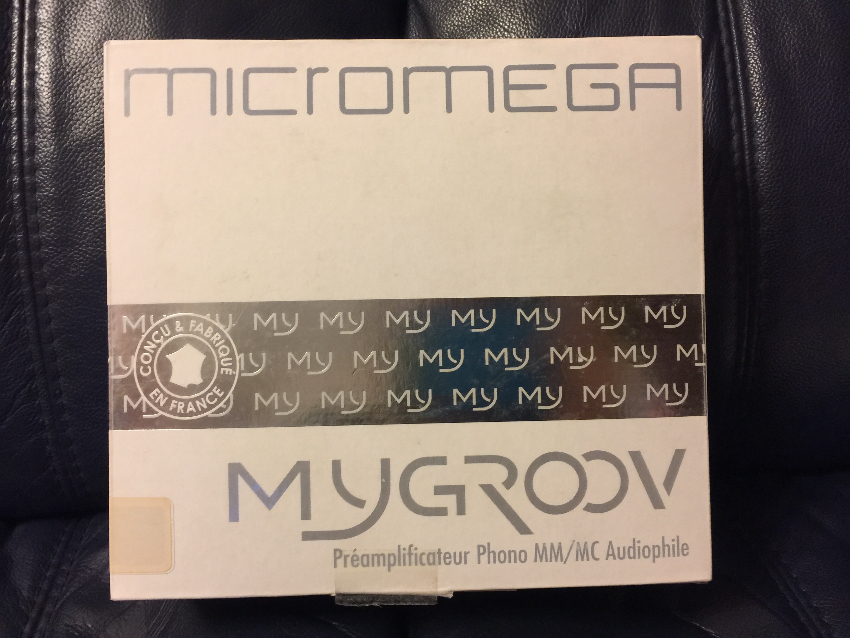 MICROMEGA
MY MY MY MY MY MY MY MY MY
CONÇU & FABRIQUÉ
EN FRANCE
MY MY MY MY MY MY MY MY
MY MY MY MY MY MY MY MY MY
MYGROOV
Préamplificateur Phono MM/MC Audiophile